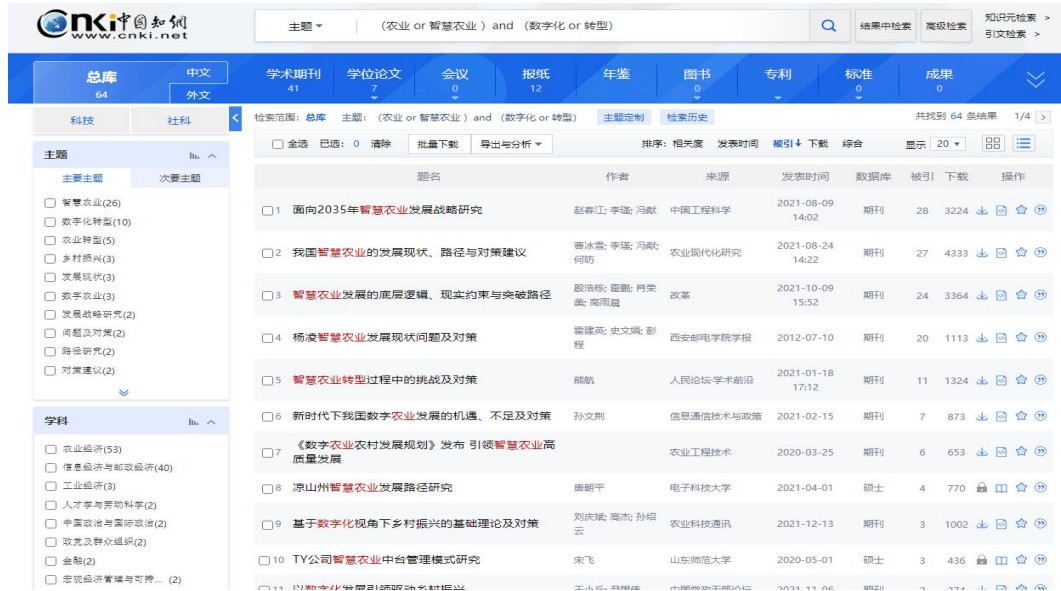 CNKI中国知网
www.cnki.net
主题
（农业 or 智慧农业 ）and （数字化 or 转型）
结果中检索
高级检索
知识元检索 >
引文检索 >
总库
64
中文
外文
学术期刊
41
学位论文
7
会议
0
报纸
12
年鉴
图书
0
专利
标准
0
成果
0
科技
社科
检索范围：总库 主题：（农业 or 智慧农业 ）and （数字化 or 转型） 主题定制 检索历史 共找到 64 条结果 1/4 >
全选 已选：0 清除 批量下载 导出与分析 排序：相关度 发表时间 被引↓ 下载 综合 显示 20
主题
主要主题 次要主题
智慧农业(26)
数字化转型(10)
农业转型(5)
乡村振兴(3)
发展现状(3)
数字农业(3)
发展战略研究(2)
问题及对策(2)
路径研究(2)
对策建议(2)
学科
农业经济(53)
信息经济与邮政经济(40)
工业经济(3)
人才学与劳动科学(2)
中国政治与国际政治(2)
政党及群众组织(2)
金融(2)
宏观经济管理与可持... (2)
题名 作者 来源 发表时间 数据库 被引 下载 操作
1 面向2035年智慧农业发展战略研究 赵春江; 李瑾; 冯献 中国工程科学 2021-08-09 14:02 期刊 28 3224
2 我国智慧农业的发展现状、路径与对策建议 曹冰雪; 李瑾; 冯献; 何昉 农业现代化研究 2021-08-24 14:22 期刊 27 4333
3 智慧农业发展的底层逻辑、现实约束与突破路径 殷浩栋; 霍鹏; 肖荣美; 高雨晨 改革 2021-10-09 15:52 期刊 24 3364
4 杨凌智慧农业发展现状问题及对策 霍建英; 史文娟; 彭程 西安邮电学院学报 2012-07-10 期刊 20 1113
5 智慧农业转型过程中的挑战及对策 熊航 人民论坛·学术前沿 2021-01-18 17:12 期刊 11 1324
6 新时代下我国数字农业发展的机遇、不足及对策 孙文荆 信息通信技术与政策 2021-02-15 期刊 7 873
7 《数字农业农村发展规划》发布 引领智慧农业高质量发展 农业工程技术 2020-03-25 期刊 6 653
8 凉山州智慧农业发展路径研究 唐朝平 电子科技大学 2021-04-01 硕士 4 770
9 基于数字化视角下乡村振兴的基础理论及对策 刘庆斌; 高杰; 孙绍云 农业科技通讯 2021-12-13 期刊 3 1002
10 TY公司智慧农业中台管理模式研究 宋飞 山东师范大学 2020-05-01 硕士 3 436